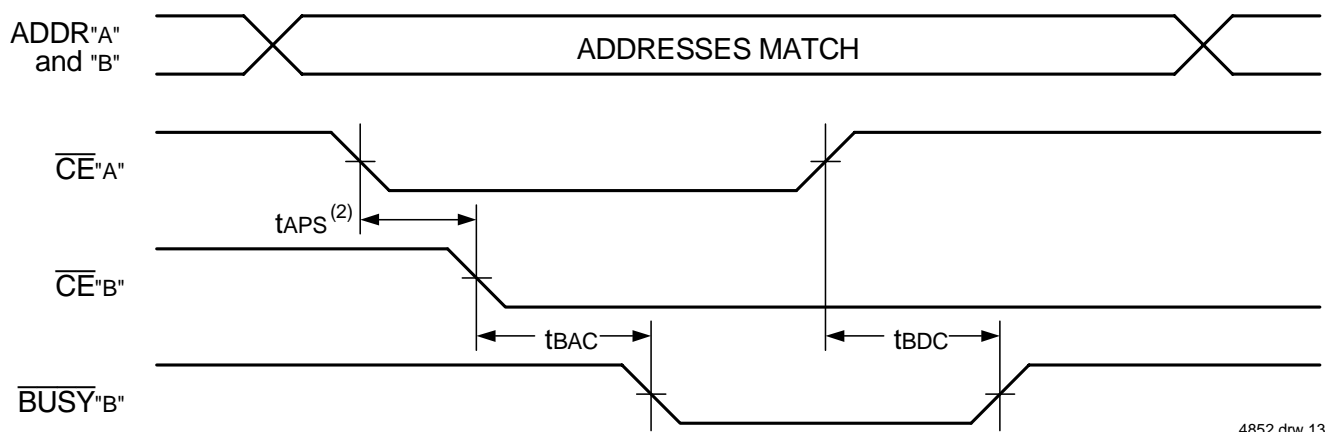 ADDR"A"
and "B"
ADDRESSES MATCH
CE"A"
tAPS(2)
CE"B"
tBAC
tBDC
BUSY"B"
4852 drw 13